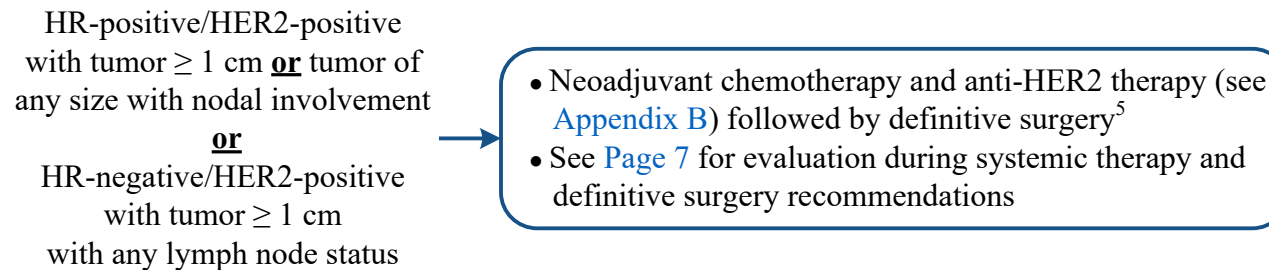 HR-positive/HER2-positive
with tumor ≥ 1 cm or tumor of
any size with nodal involvement
or
HR-negative/HER2-positive
with tumor ≥ 1 cm
with any lymph node status
• Neoadjuvant chemotherapy and anti-HER2 therapy (see
Appendix B) followed by definitive surgery⁵
• See Page 7 for evaluation during systemic therapy and
definitive surgery recommendations